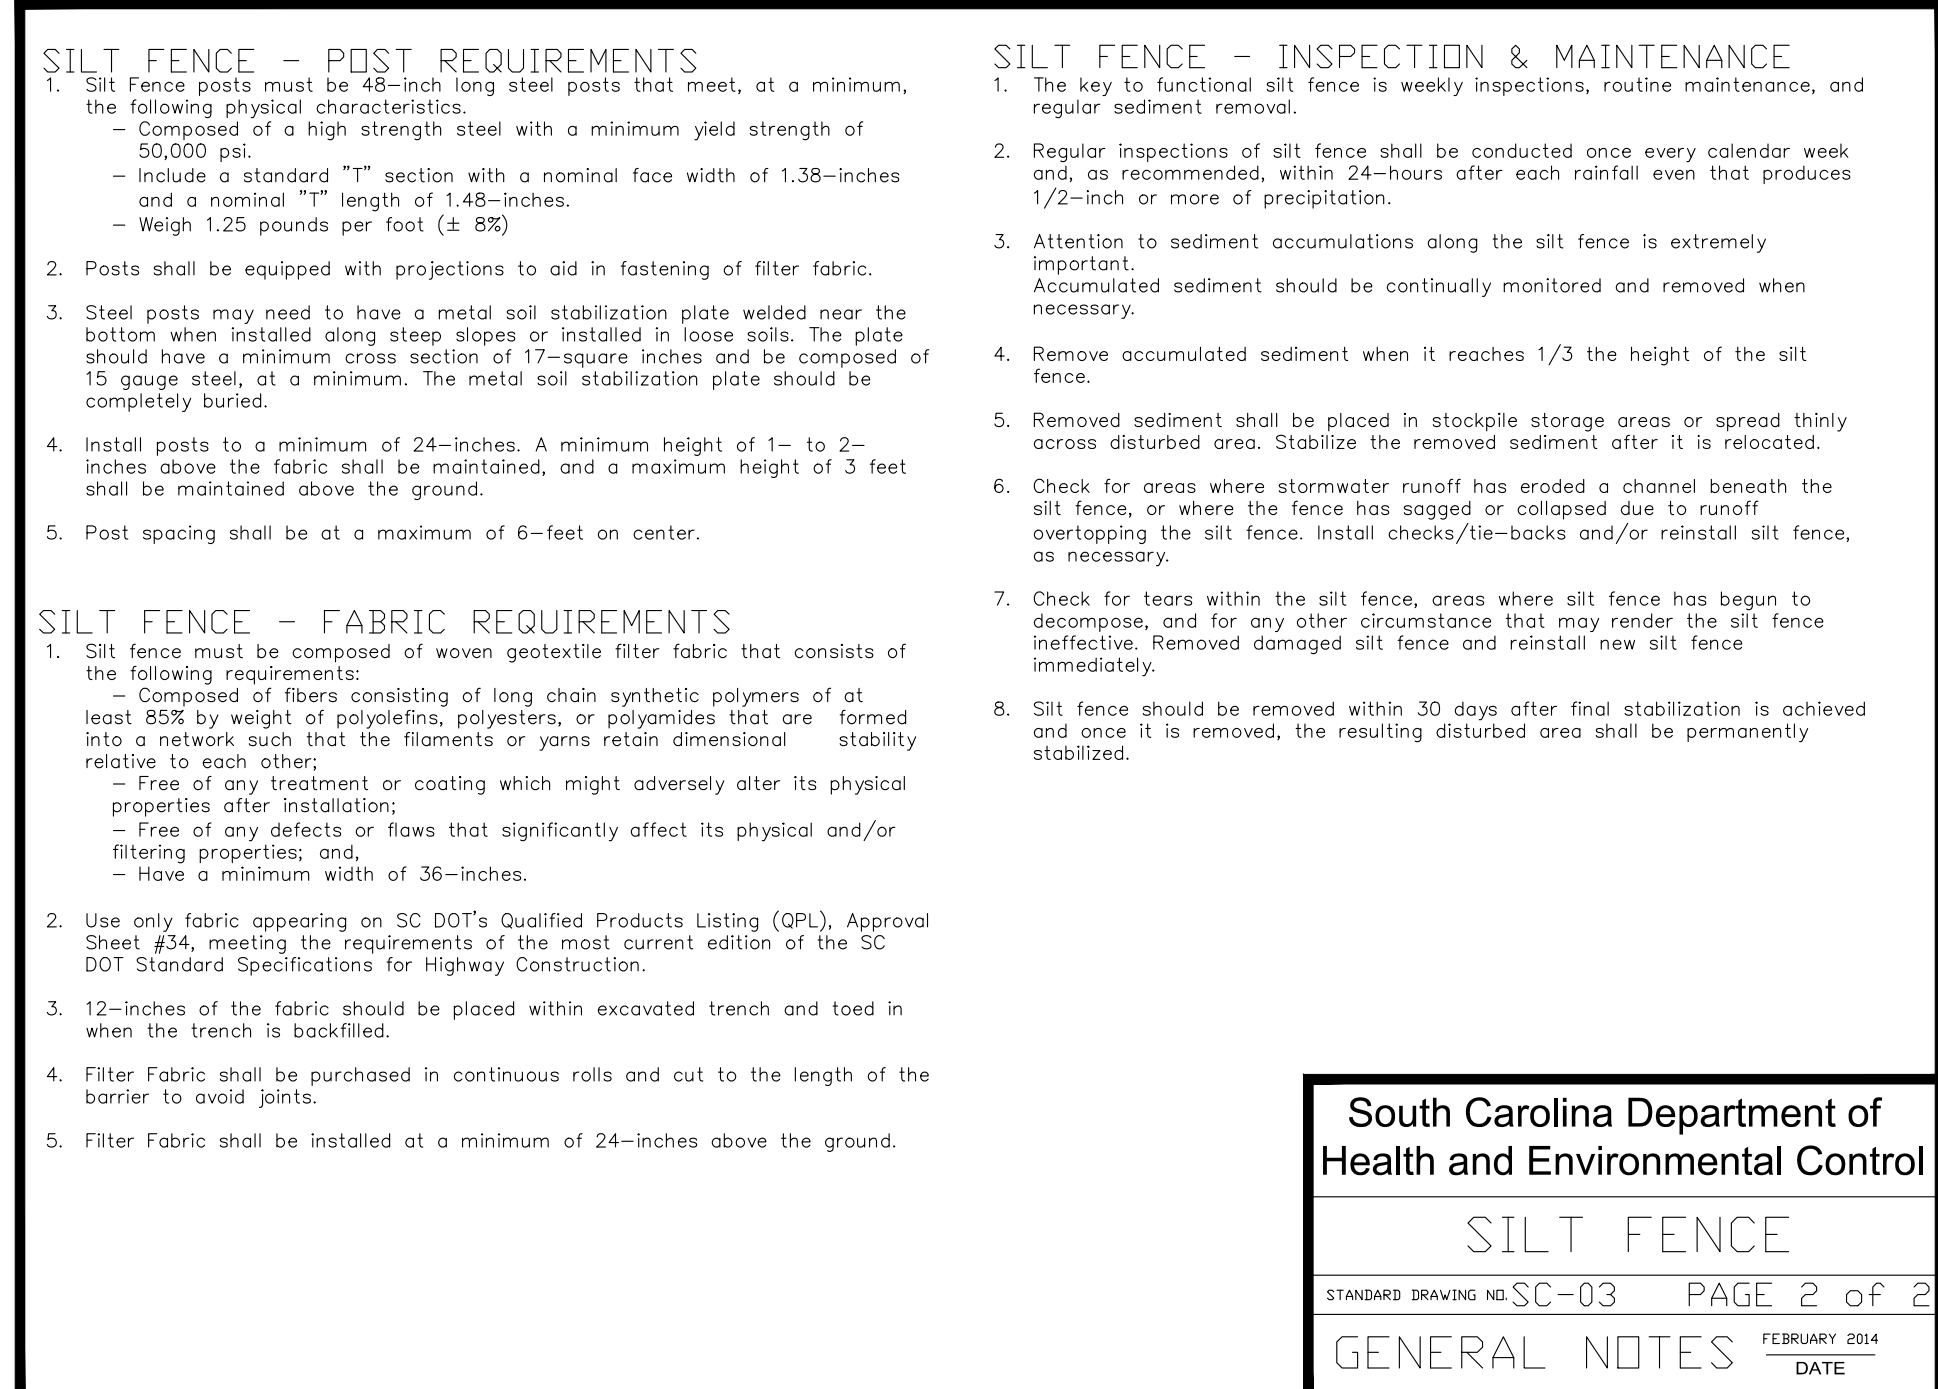 SILT FENCE – POST REQUIREMENTS
1. Silt Fence posts must be 48–inch long steel posts that meet, at a minimum,
the following physical characteristics.
– Composed of a high strength steel with a minimum yield strength of
50,000 psi.
– Include a standard "T" section with a nominal face width of 1.38–inches
and a nominal "T" length of 1.48–inches.
– Weigh 1.25 pounds per foot (± 8%)
2. Posts shall be equipped with projections to aid in fastening of filter fabric.
3. Steel posts may need to have a metal soil stabilization plate welded near the
bottom when installed along steep slopes or installed in loose soils. The plate
should have a minimum cross section of 17–square inches and be composed of
15 gauge steel, at a minimum. The metal soil stabilization plate should be
completely buried.
4. Install posts to a minimum of 24–inches. A minimum height of 1– to 2–
inches above the fabric shall be maintained, and a maximum height of 3 feet
shall be maintained above the ground.
5. Post spacing shall be at a maximum of 6–feet on center.
SILT FENCE – FABRIC REQUIREMENTS
1. Silt fence must be composed of woven geotextile filter fabric that consists of
the following requirements:
– Composed of fibers consisting of long chain synthetic polymers of at
least 85% by weight of polyolefins, polyesters, or polyamides that are formed
into a network such that the filaments or yarns retain dimensional stability
relative to each other;
– Free of any treatment or coating which might adversely alter its physical
properties after installation;
– Free of any defects or flaws that significantly affect its physical and/or
filtering properties; and,
– Have a minimum width of 36–inches.
2. Use only fabric appearing on SC DOT's Qualified Products Listing (QPL), Approval
Sheet #34, meeting the requirements of the most current edition of the SC
DOT Standard Specifications for Highway Construction.
3. 12–inches of the fabric should be placed within excavated trench and toed in
when the trench is backfilled.
4. Filter Fabric shall be purchased in continuous rolls and cut to the length of the
barrier to avoid joints.
5. Filter Fabric shall be installed at a minimum of 24–inches above the ground.
SILT FENCE – INSPECTION & MAINTENANCE
1. The key to functional silt fence is weekly inspections, routine maintenance, and
regular sediment removal.
2. Regular inspections of silt fence shall be conducted once every calendar week
and, as recommended, within 24–hours after each rainfall even that produces
1/2–inch or more of precipitation.
3. Attention to sediment accumulations along the silt fence is extremely
important.
Accumulated sediment should be continually monitored and removed when
necessary.
4. Remove accumulated sediment when it reaches 1/3 the height of the silt
fence.
5. Removed sediment shall be placed in stockpile storage areas or spread thinly
across disturbed area. Stabilize the removed sediment after it is relocated.
6. Check for areas where stormwater runoff has eroded a channel beneath the
silt fence, or where the fence has sagged or collapsed due to runoff
overtopping the silt fence. Install checks/tie–backs and/or reinstall silt fence,
as necessary.
7. Check for tears within the silt fence, areas where silt fence has begun to
decompose, and for any other circumstance that may render the silt fence
ineffective. Removed damaged silt fence and reinstall new silt fence
immediately.
8. Silt fence should be removed within 30 days after final stabilization is achieved
and once it is removed, the resulting disturbed area shall be permanently
stabilized.
South Carolina Department of
Health and Environmental Control
SILT FENCE
STANDARD DRAWING NO. SC–03 PAGE 2 of 2
GENERAL NOTES FEBRUARY 2014
DATE